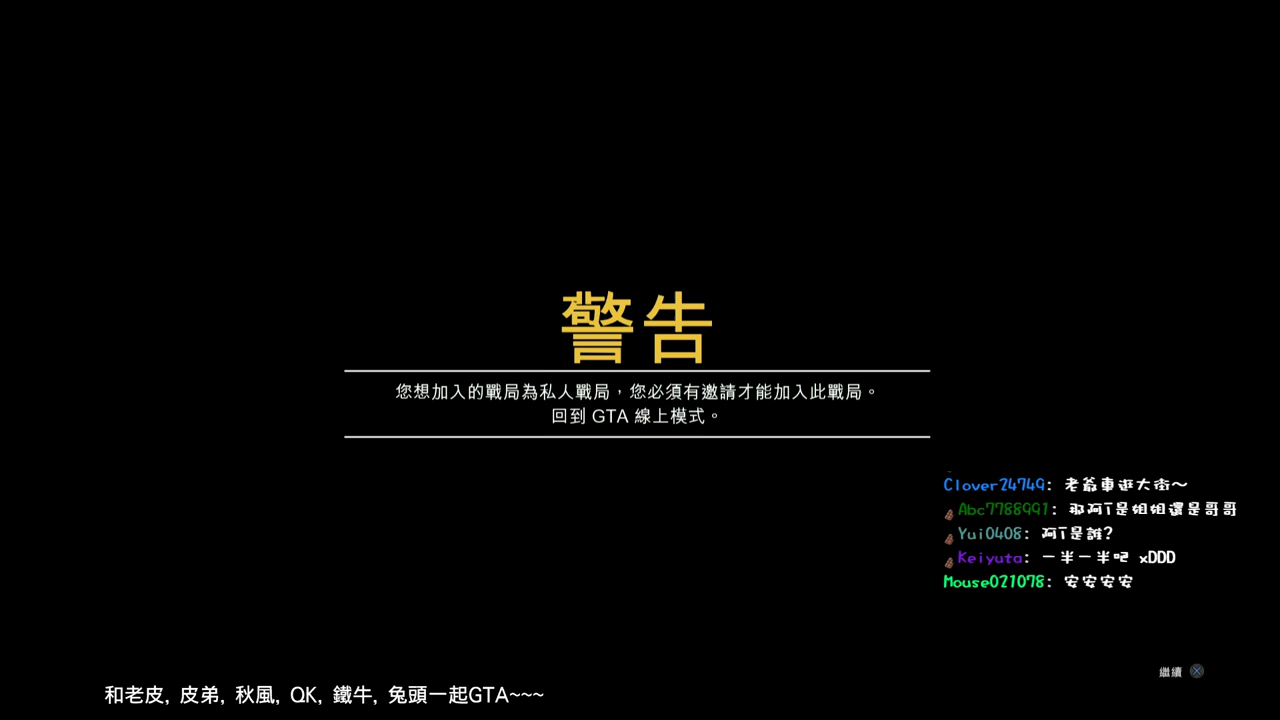 警告
您想加入的戰局為私人戰局，您必須有邀請才能加入此戰局。
回到 GTA 線上模式。
Clover24749: 老爺車逛大街～
Abc7788991: 那阿T是姐姐還是哥哥
Yui0408: 阿T是誰?
Keiyuta: 一半一半吧 xDDD
Mouse021078: 安安安安
繼續
和老皮, 皮弟, 秋風, QK, 鐵牛, 兔頭一起GTA~~~